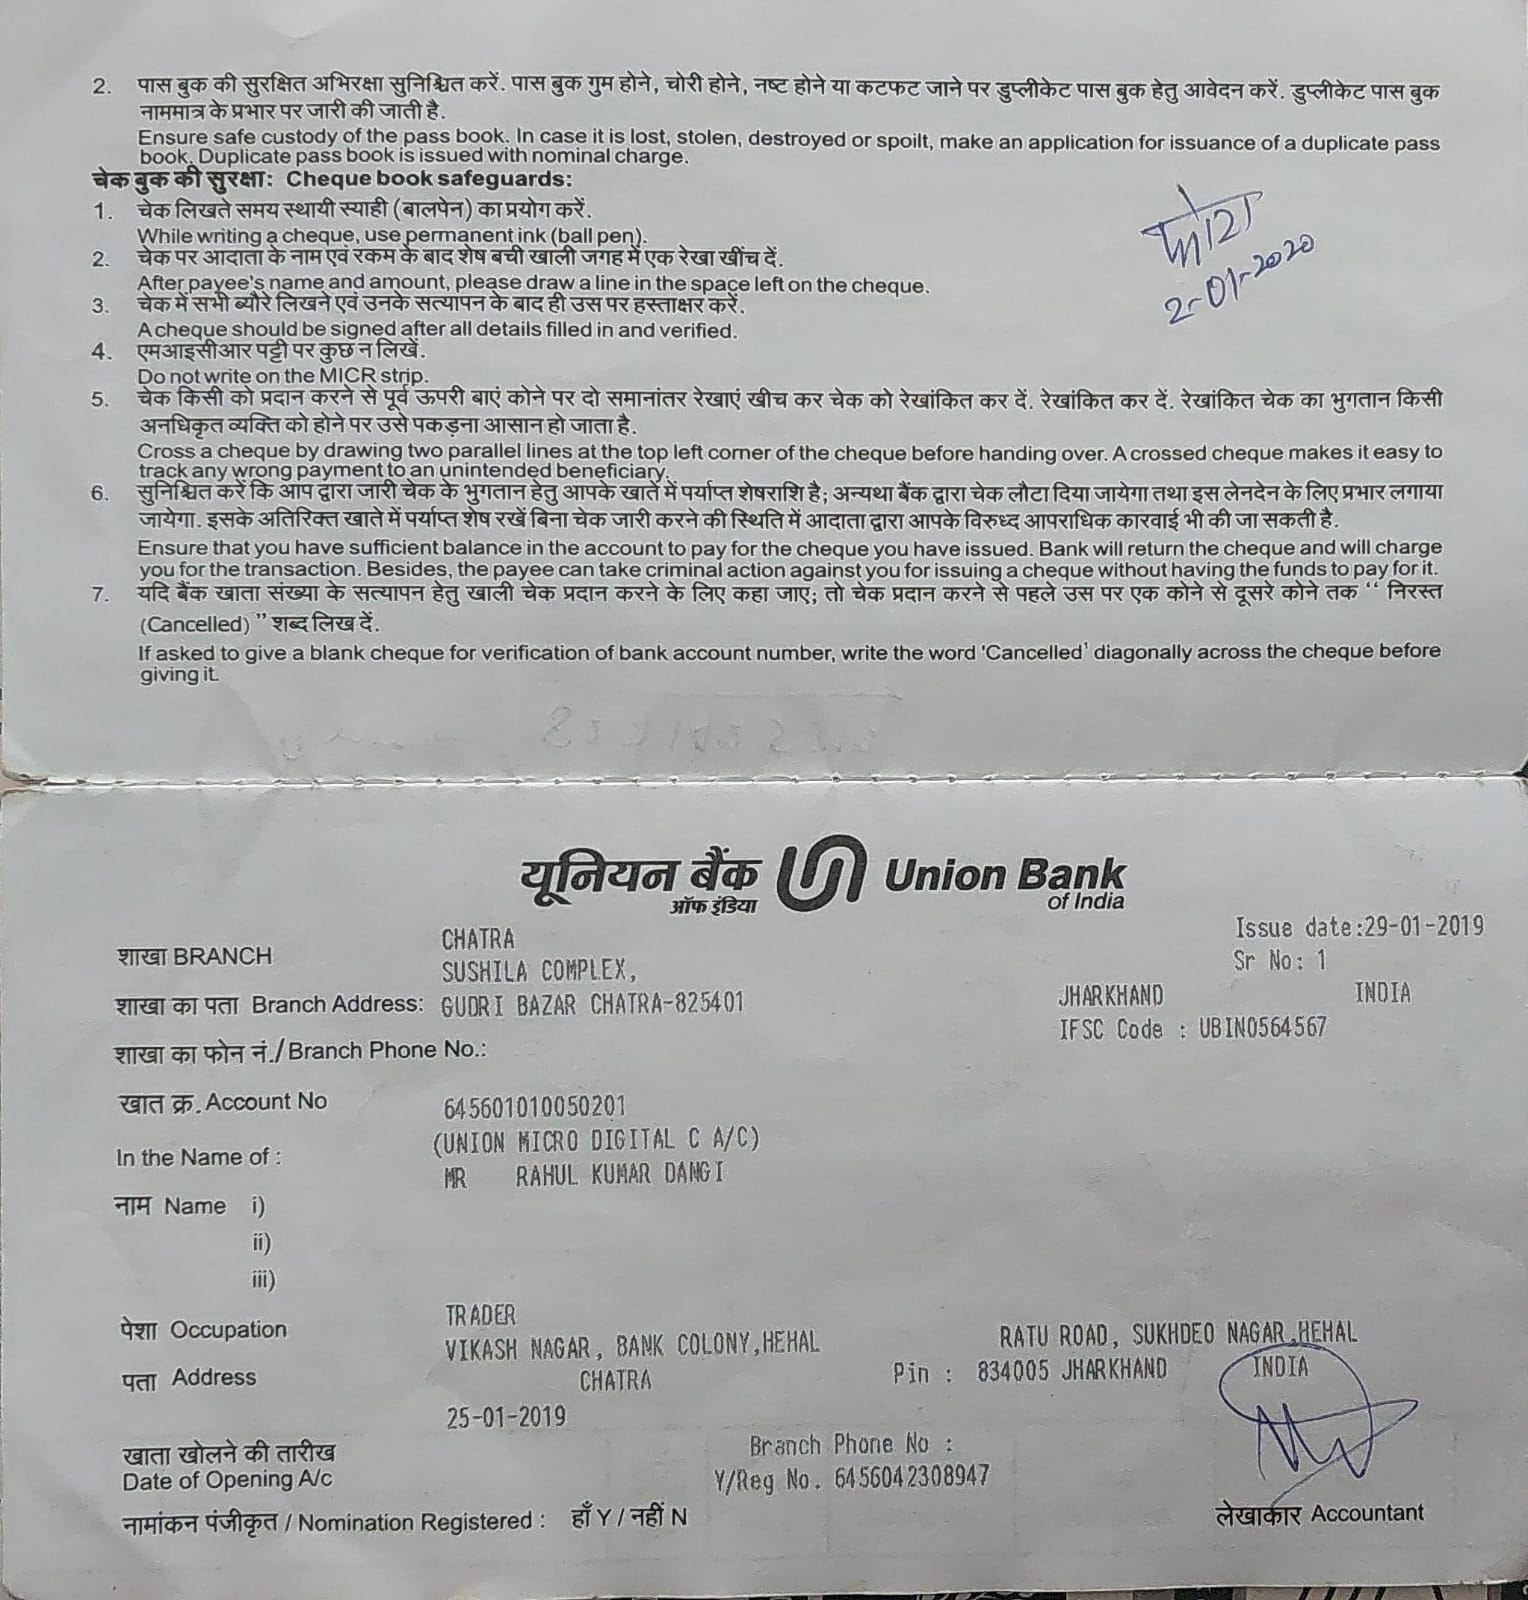 2. पास बुक की सुरक्षित अभिरक्षा सुनिश्चित करें. पास बुक गुम होने, चोरी होने, नष्ट होने या कटफट जाने पर डुप्लीकेट पास बुक हेतु आवेदन करें. डुप्लीकेट पास बुक
नाममात्र के प्रभार पर जारी की जाती है.
Ensure safe custody of the pass book. In case it is lost, stolen, destroyed or spoilt, make an application for issuance of a duplicate pass
book. Duplicate pass book is issued with nominal charge.
चेक बुक की सुरक्षा: Cheque book safeguards:
1. चेक लिखते समय स्थायी स्याही (बालपेन) का प्रयोग करें.
While writing a cheque, use permanent ink (ball pen).
2. चेक पर आदाता के नाम एवं रकम के बाद शेष बची खाली जगह में एक रेखा खींच दें.
After payee's name and amount, please draw a line in the space left on the cheque.
3. चेक में सभी ब्यौरे लिखने एवं उनके सत्यापन के बाद ही उस पर हस्ताक्षर करें.
A cheque should be signed after all details filled in and verified.
2-01-2020
4. एमआइसीआर पट्टी पर कुछ न लिखें.
Do not write on the MICR strip.
5. चेक किसी को प्रदान करने से पूर्व ऊपरी बाएं कोने पर दो समानांतर रेखाएं खीच कर चेक को रेखांकित कर दें. रेखांकित कर दें. रेखांकित चेक का भुगतान किसी
अनधिकृत व्यक्ति को होने पर उसे पकड़ना आसान हो जाता है.
Cross a cheque by drawing two parallel lines at the top left corner of the cheque before handing over. A crossed cheque makes it easy to
track any wrong payment to an unintended beneficiary.
6. सुनिश्चित करें कि आप द्वारा जारी चेक के भुगतान हेतु आपके खाते में पर्याप्त शेषराशि है; अन्यथा बैंक द्वारा चेक लौटा दिया जायेगा तथा इस लेनदेन के लिए प्रभार लगाया
जायेगा. इसके अतिरिक्त खाते में पर्याप्त शेष रखें बिना चेक जारी करने की स्थिति में आदाता द्वारा आपके विरुध्द आपराधिक कारवाई भी की जा सकती है.
Ensure that you have sufficient balance in the account to pay for the cheque you have issued. Bank will return the cheque and will charge
you for the transaction. Besides, the payee can take criminal action against you for issuing a cheque without having the funds to pay for it.
7. यदि बैंक खाता संख्या के सत्यापन हेतु खाली चेक प्रदान करने के लिए कहा जाए; तो चेक प्रदान करने से पहले उस पर एक कोने से दूसरे कोने तक “ निरस्त
(Cancelled) ” शब्द लिख दें.
If asked to give a blank cheque for verification of bank account number, write the word 'Cancelled' diagonally across the cheque before
giving it.
यूनियन बैंक Union Bank
ऑफ इंडिया of India
Issue date:29-01-2019
शाखा BRANCH CHATRA
Sr No: 1
SUSHILA COMPLEX,
शाखा का पता Branch Address: GUDRI BAZAR CHATRA-825401 JHARKHAND INDIA
IFSC Code : UBIN0564567
शाखा का फोन नं./Branch Phone No.:
खात क्र. Account No 645601010050201
(UNION MICRO DIGITAL C A/C)
In the Name of : MR RAHUL KUMAR DANGI
नाम Name i)
ii)
iii)
पेशा Occupation TRADER
VIKASH NAGAR, BANK COLONY,HEHAL RATU ROAD, SUKHDEO NAGAR,HEHAL
पता Address CHATRA Pin : 834005 JHARKHAND INDIA
25-01-2019
खाता खोलने की तारीख Branch Phone No :
Date of Opening A/c Y/Reg No. 6456042308947
नामांकन पंजीकृत / Nomination Registered : हाँ Y / नहीं N
लेखाकार Accountant